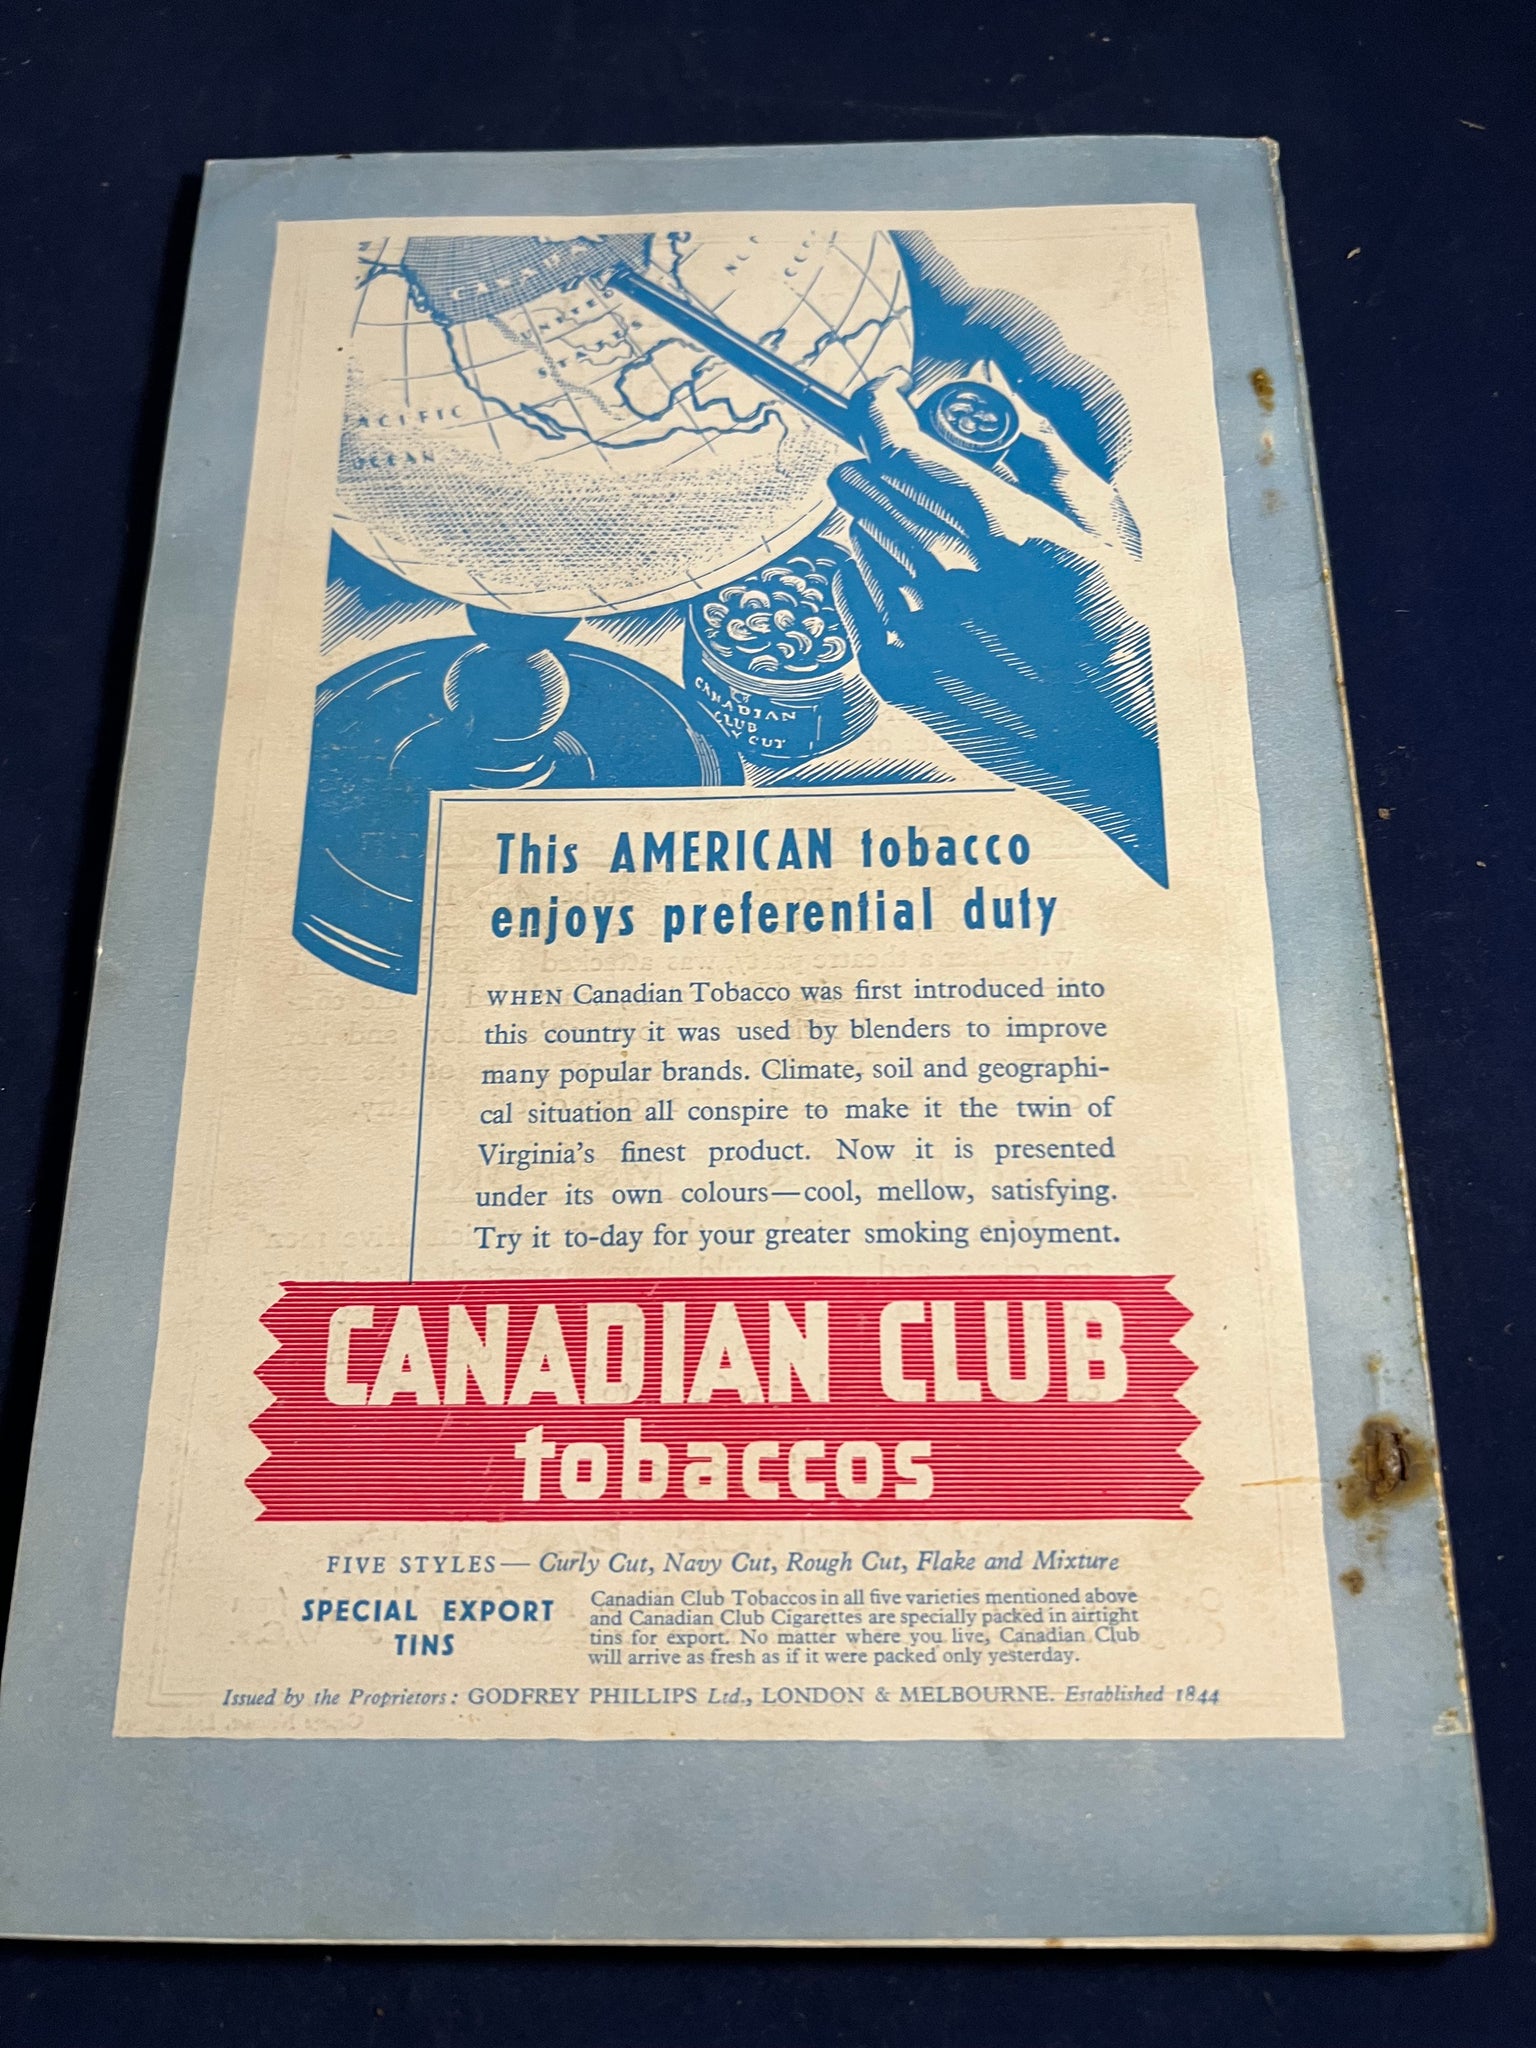 CANADA
UNITED
STATES
PACIFIC
OCEAN
CANADIAN
CLUB
Y CUT
This AMERICAN tobacco
enjoys preferential duty
WHEN Canadian Tobacco was first introduced into
this country it was used by blenders to improve
many popular brands. Climate, soil and geographi-
cal situation all conspire to make it the twin of
Virginia's finest product. Now it is presented
under its own colours—cool, mellow, satisfying.
Try it to-day for your greater smoking enjoyment.
CANADIAN CLUB
tobaccos
FIVE STYLES— Curly Cut, Navy Cut, Rough Cut, Flake and Mixture
SPECIAL EXPORT
TINS
Canadian Club Tobaccos in all five varieties mentioned above
and Canadian Club Cigarettes are specially packed in airtight
tins for export. No matter where you live, Canadian Club
will arrive as fresh as if it were packed only yesterday.
Issued by the Proprietors: GODFREY PHILLIPS Ltd., LONDON & MELBOURNE. Established 1844